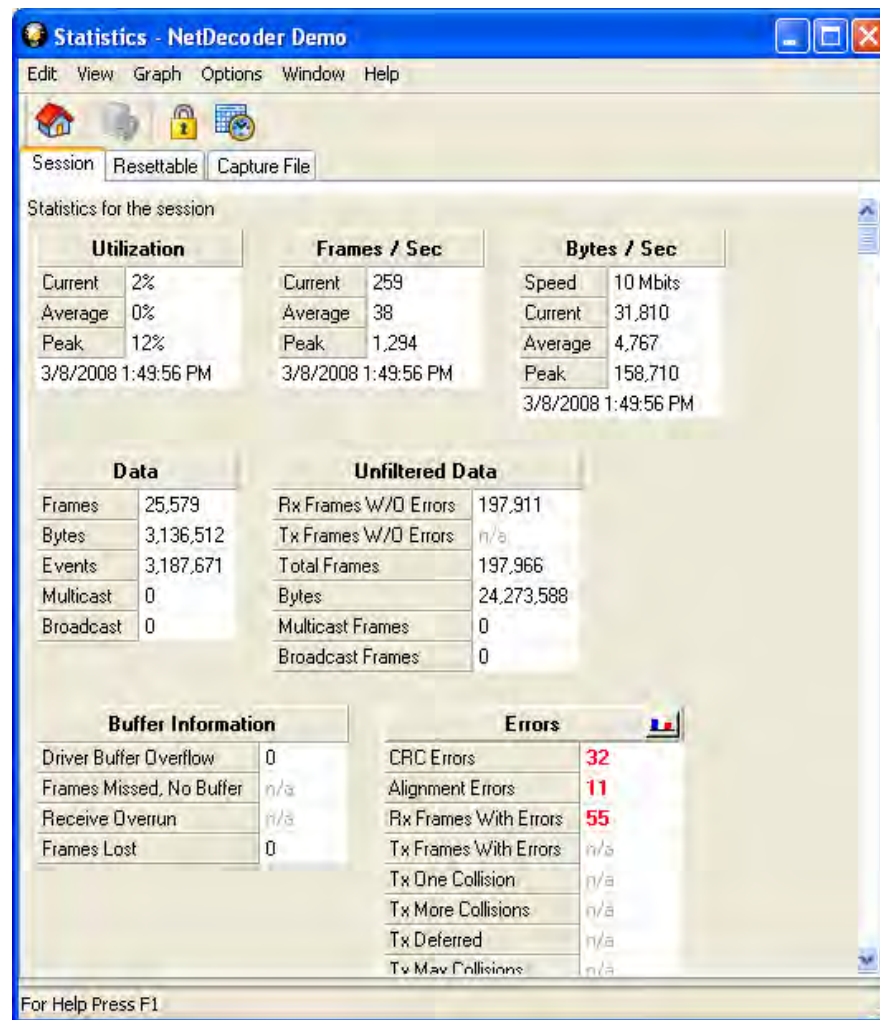 Statistics - NetDecoder Demo
Edit View Graph Options Window Help
Session Resettable Capture File
Statistics for the session
Utilization
Current 2%
Average 0%
Peak 12%
3/8/2008 1:49:56 PM
Frames / Sec
Current 259
Average 38
Peak 1,294
3/8/2008 1:49:56 PM
Bytes / Sec
Speed 10 Mbits
Current 31,810
Average 4,767
Peak 158,710
3/8/2008 1:49:56 PM
Data
Frames 25,579
Bytes 3,136,512
Events 3,187,671
Multicast 0
Broadcast 0
Unfiltered Data
Rx Frames W/O Errors 197,911
Tx Frames W/O Errors n/a
Total Frames 197,966
Bytes 24,273,588
Multicast Frames 0
Broadcast Frames 0
Buffer Information
Driver Buffer Overflow 0
Frames Missed, No Buffer n/a
Receive Overrun n/a
Frames Lost 0
Errors
CRC Errors 32
Alignment Errors 11
Rx Frames With Errors 55
Tx Frames With Errors n/a
Tx One Collision n/a
Tx More Collisions n/a
Tx Deferred n/a
Tx Max Collisions n/a
For Help Press F1